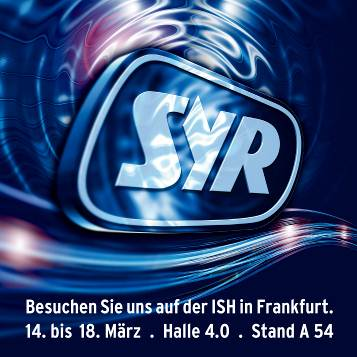 SYR
Besuchen Sie uns auf der ISH in Frankfurt.
14. bis 18. März . Halle 4.0 . Stand A 54